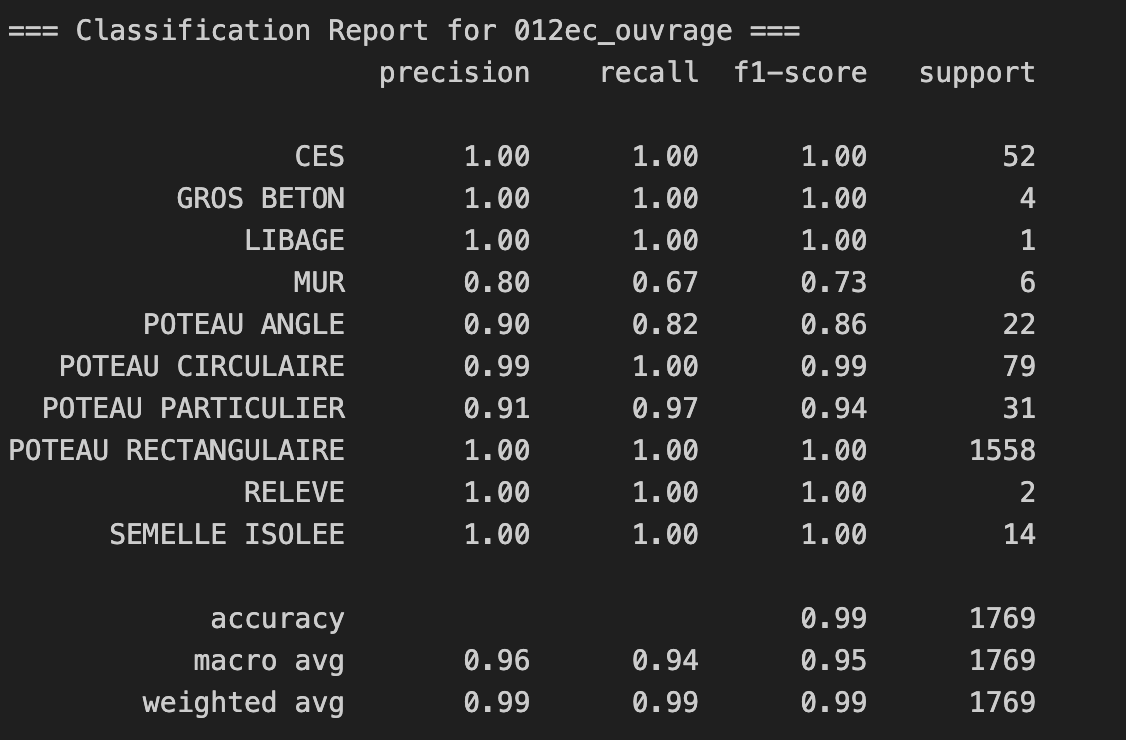 === Classification Report for 012ec_ouvrage ===
precision recall f1-score support
CES 1.00 1.00 1.00 52
GROS BETON 1.00 1.00 1.00 4
LIBAGE 1.00 1.00 1.00 1
MUR 0.80 0.67 0.73 6
POTEAU ANGLE 0.90 0.82 0.86 22
POTEAU CIRCULAIRE 0.99 1.00 0.99 79
POTEAU PARTICULIER 0.91 0.97 0.94 31
POTEAU RECTANGULAIRE 1.00 1.00 1.00 1558
RELEVE 1.00 1.00 1.00 2
SEMELLE ISOLEE 1.00 1.00 1.00 14
accuracy 0.99 1769
macro avg 0.96 0.94 0.95 1769
weighted avg 0.99 0.99 0.99 1769